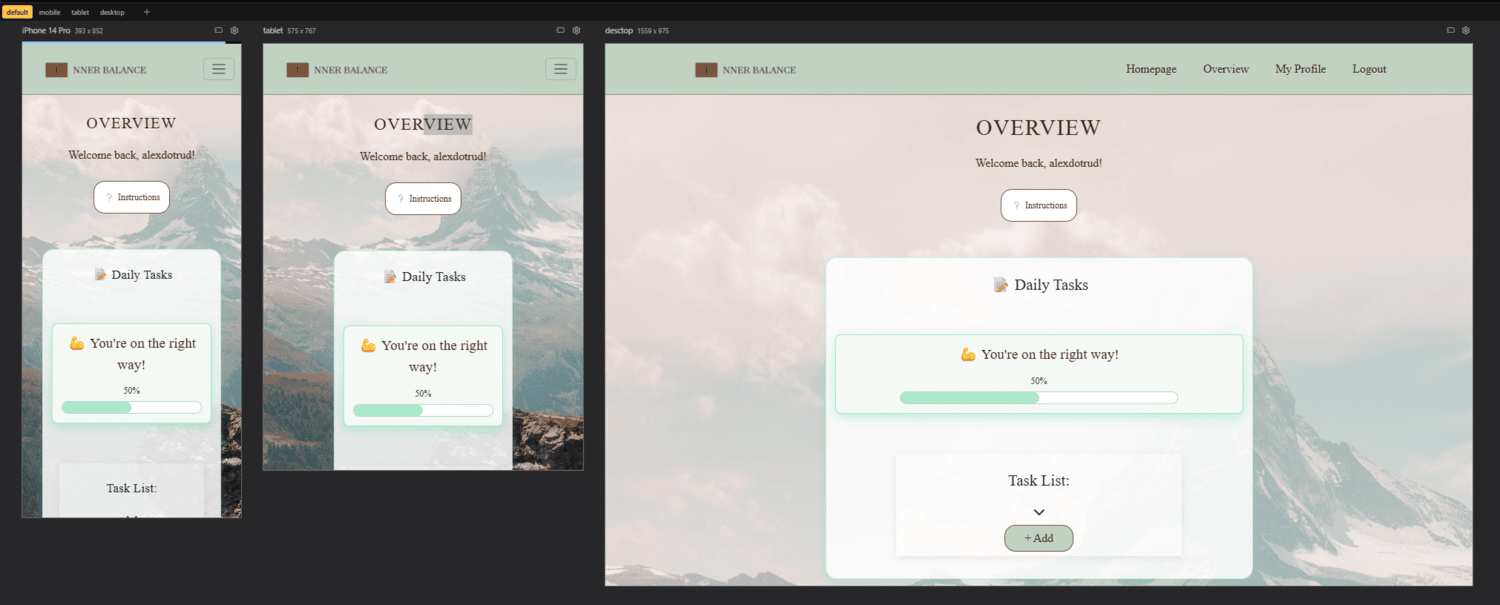 default mobile tablet desktop +
iPhone 14 Pro 393 x 852
I NNER BALANCE
OVERVIEW
Welcome back, alexdotrud!
❔ Instructions
📝 Daily Tasks
💪 You're on the right
way!
50%
Task List:
tablet 575 x 767
I NNER BALANCE
OVERVIEW
Welcome back, alexdotrud!
❔ Instructions
📝 Daily Tasks
💪 You're on the right
way!
50%
desctop 1559 x 975
I NNER BALANCE
Homepage Overview My Profile Logout
OVERVIEW
Welcome back, alexdotrud!
❔ Instructions
📝 Daily Tasks
💪 You're on the right way!
50%
Task List:
+ Add